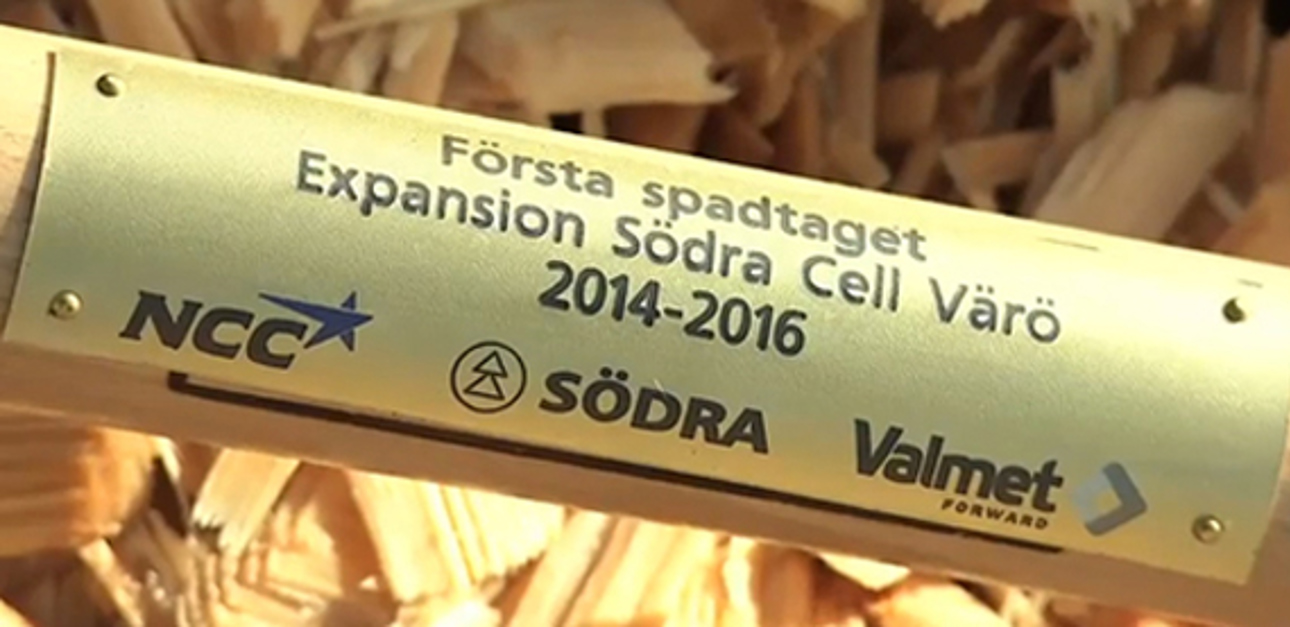 Första spadtaget
Expansion Södra Cell Värö
2014-2016
NCC
SÖDRA
Valmet
FORWARD